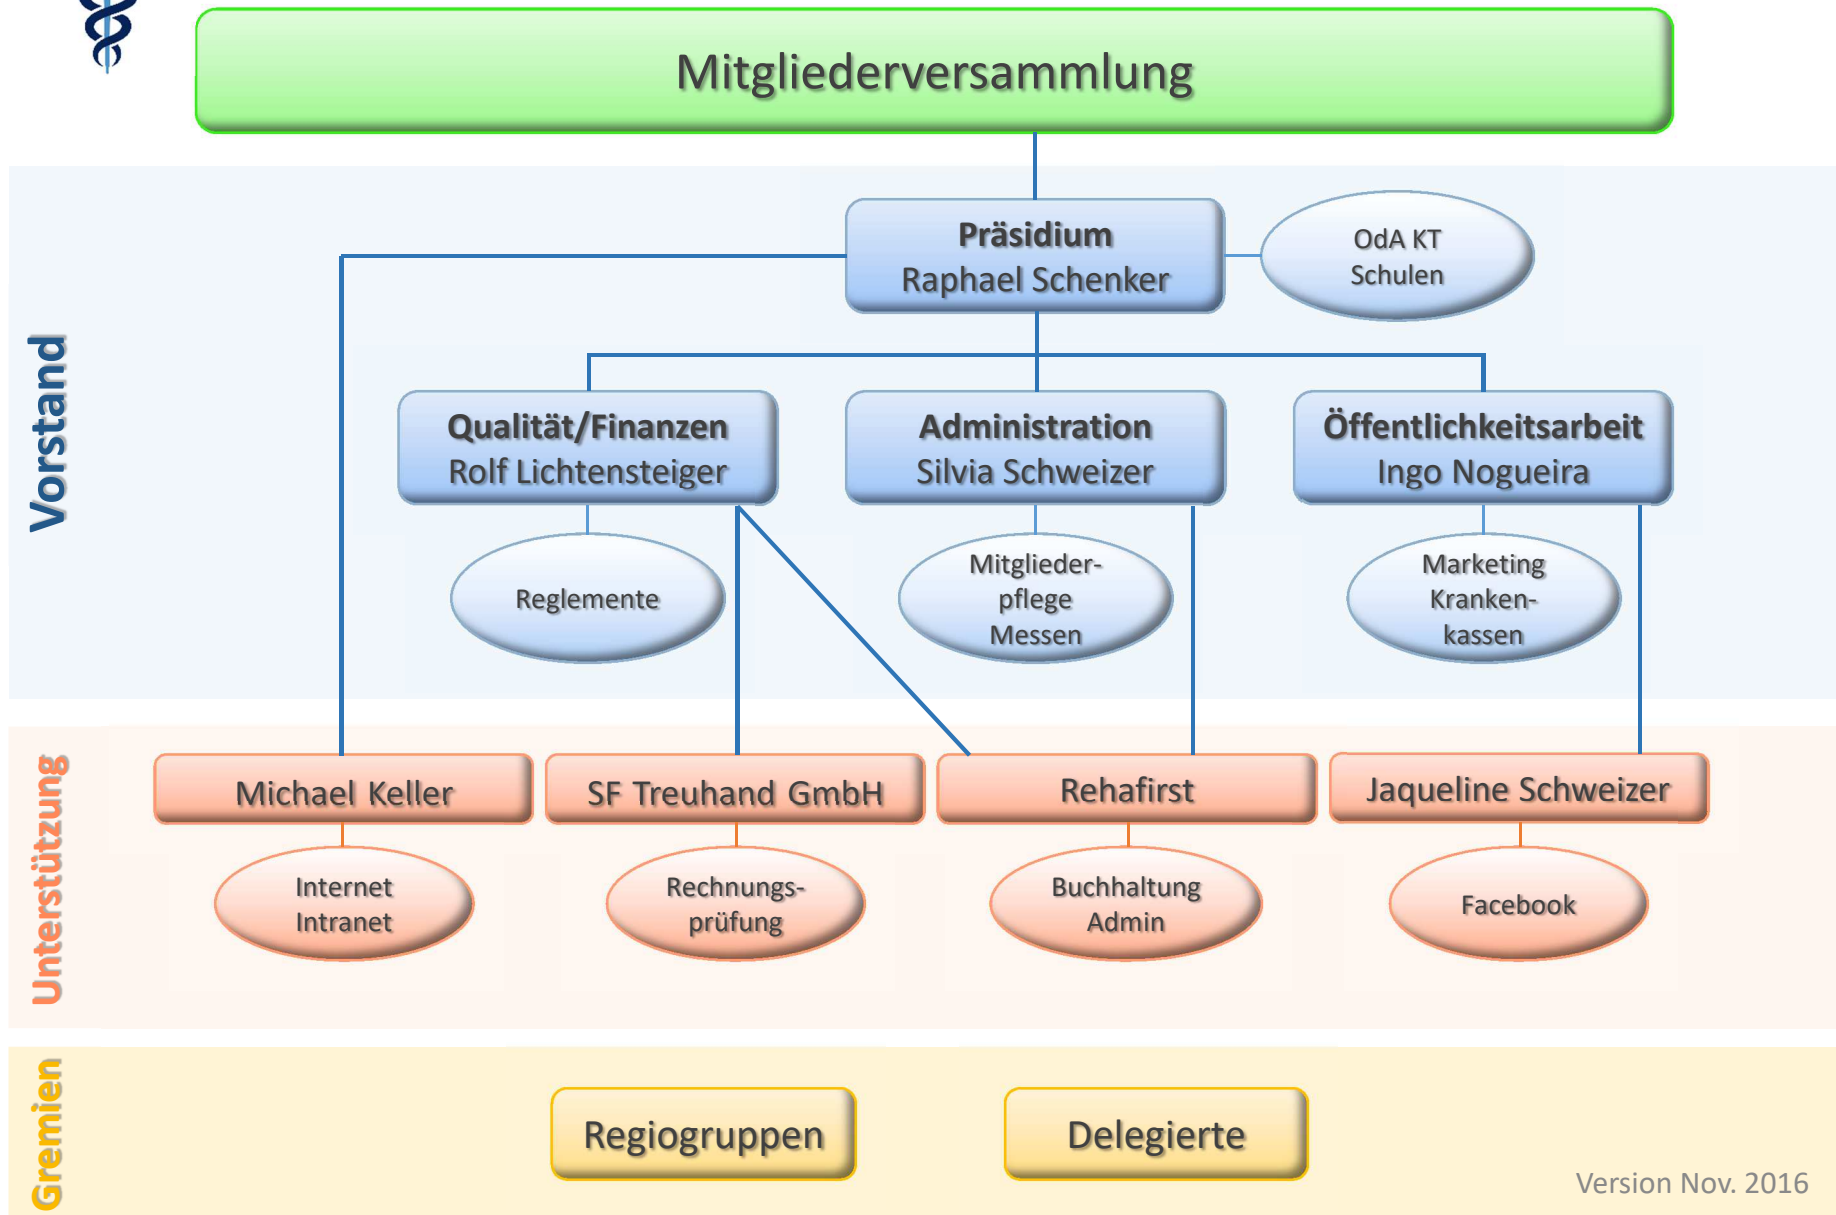 Mitgliederversammlung
Vorstand
Präsidium
Raphael Schenker
OdA KT
Schulen
Qualität/Finanzen
Rolf Lichtensteiger
Administration
Silvia Schweizer
Öffentlichkeitsarbeit
Ingo Nogueira
Reglemente
Mitglieder-
pflege
Messen
Marketing
Kranken-
kassen
Unterstützung
Michael Keller
SF Treuhand GmbH
Rehafirst
Jaqueline Schweizer
Internet
Intranet
Rechnungs-
prüfung
Buchhaltung
Admin
Facebook
Gremien
Regiogruppen
Delegierte
Version Nov. 2016